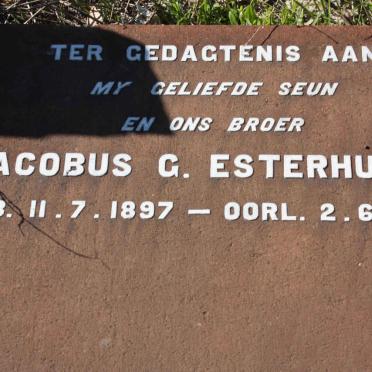 TER GEDAGTENIS AAN
MY GELIEFDE SEUN
EN ONS BROER
ACOBUS G. ESTERHU
. 11.7.1897 — OORL. 2.6